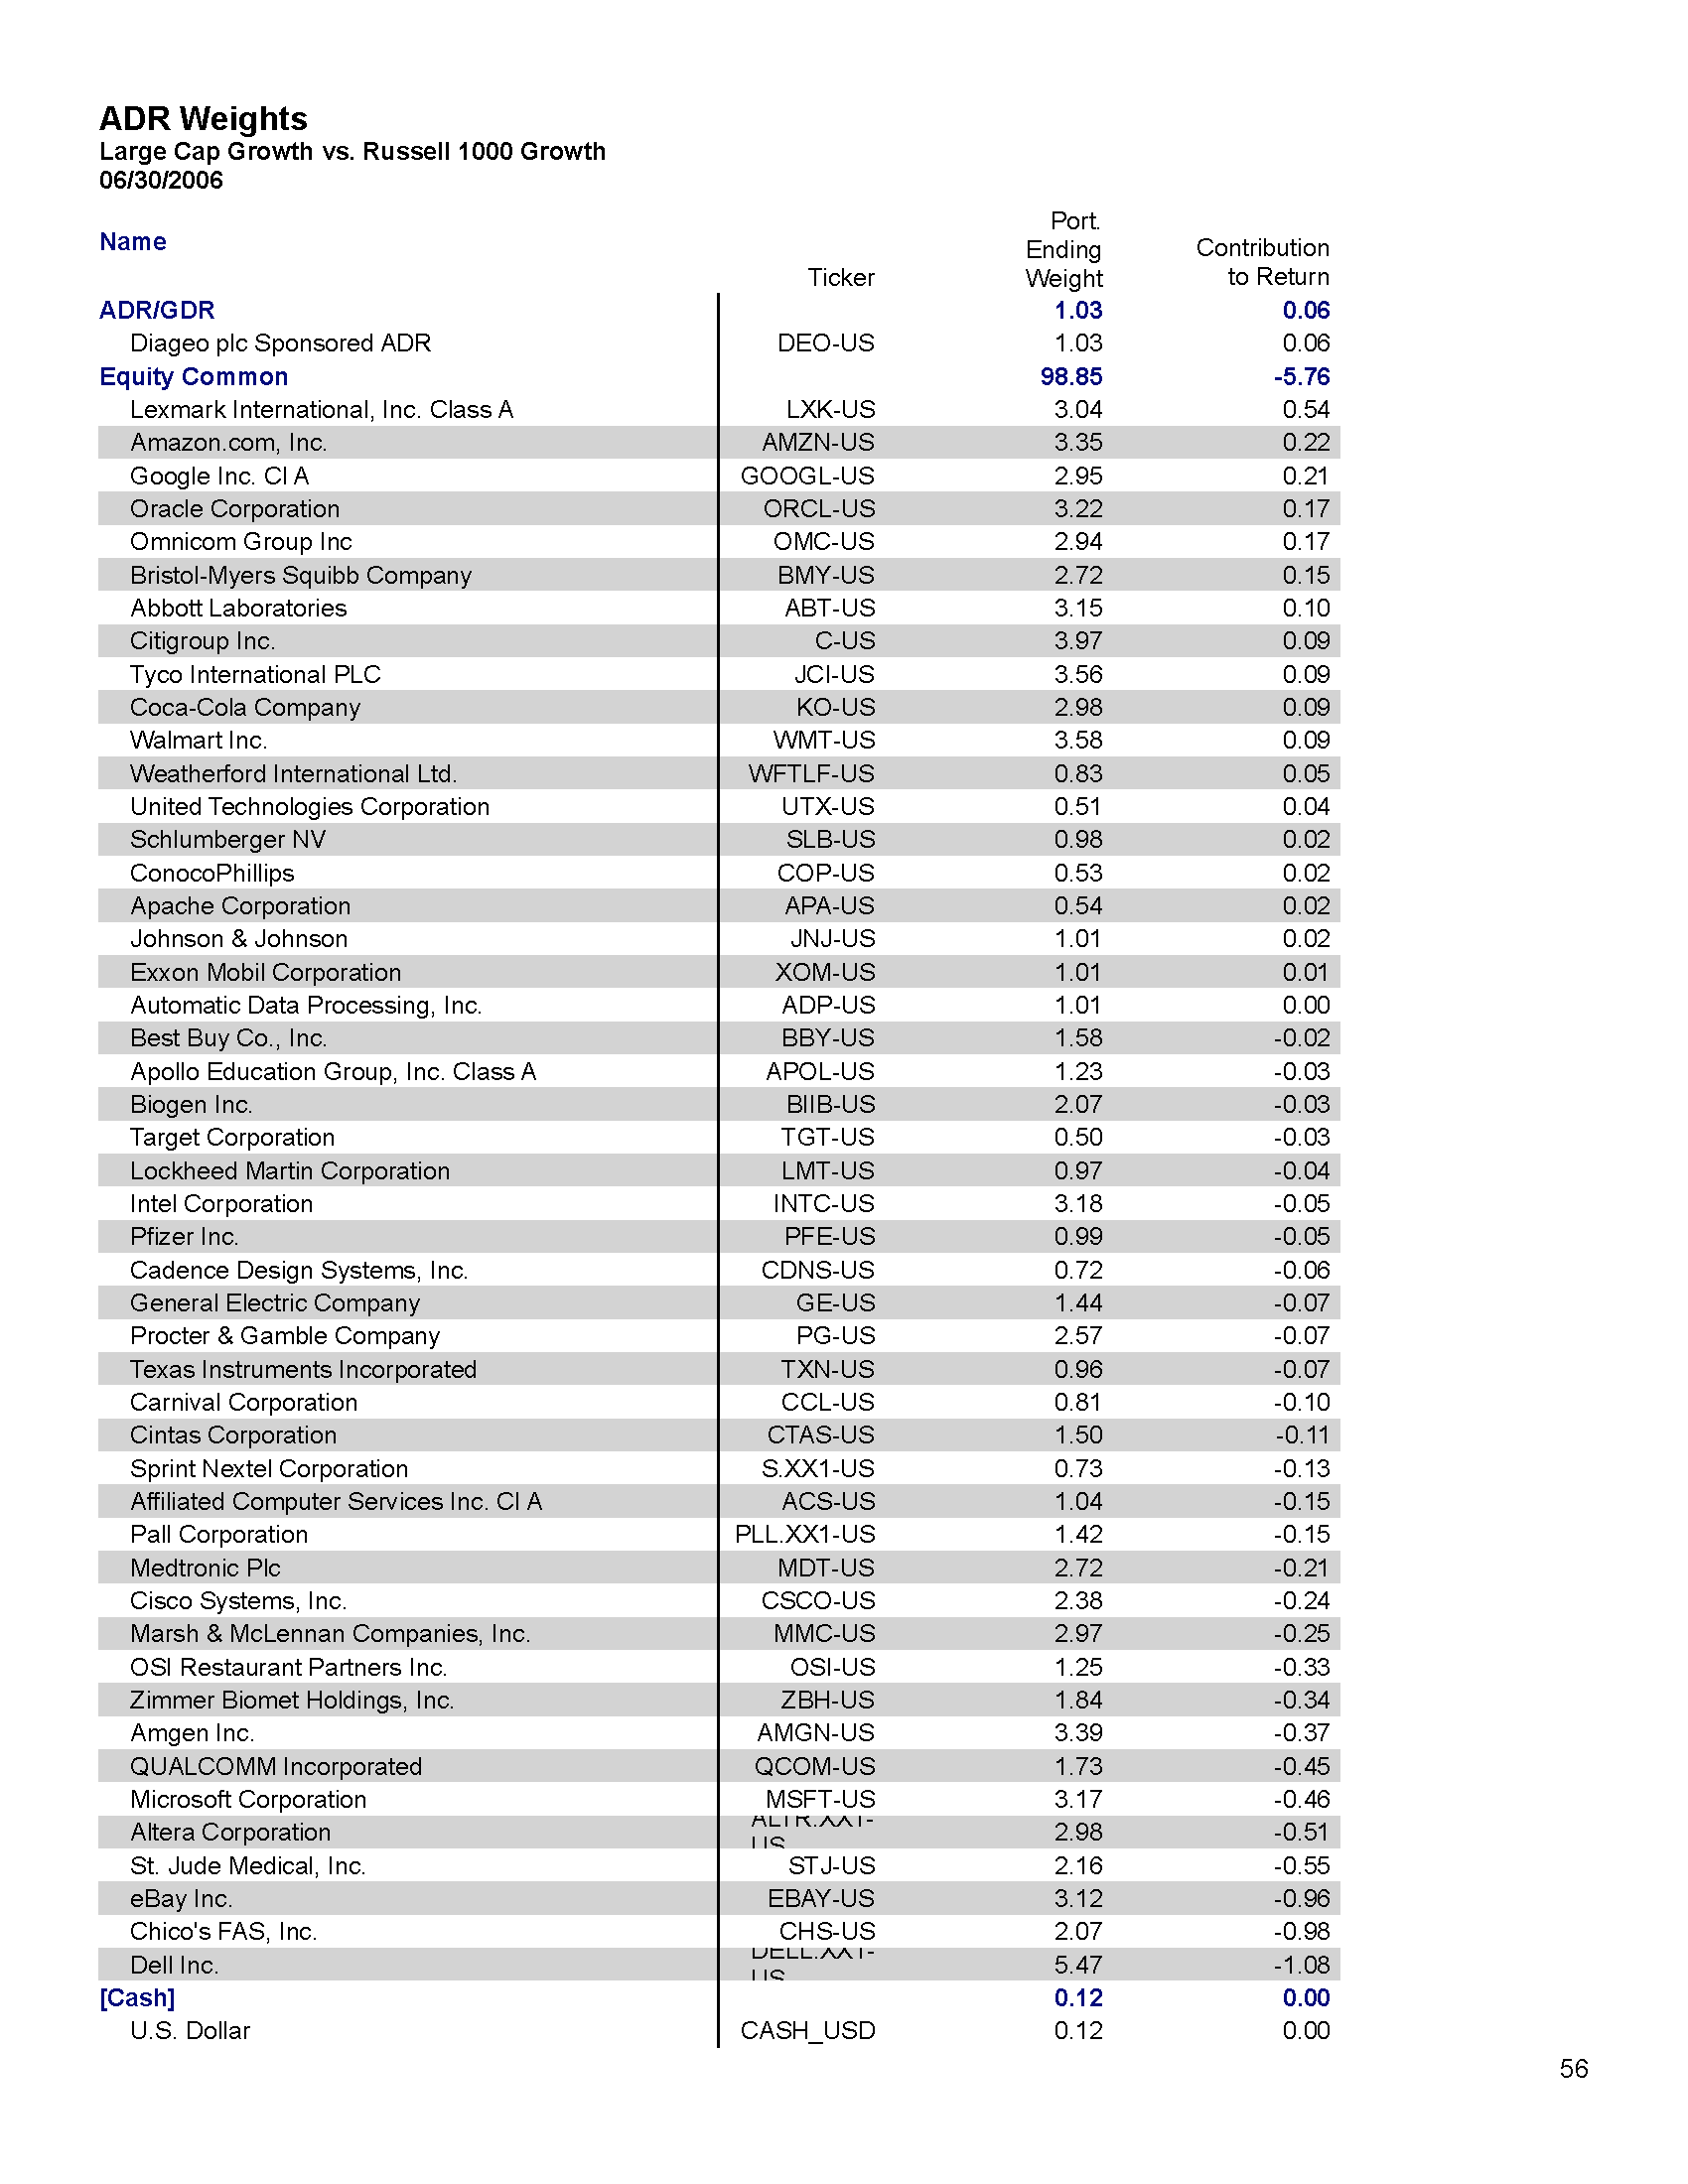 ADR Weights
Large Cap Growth vs. Russell 1000 Growth
06/30/2006
Name Ticker Port. Ending Weight Contribution to Return
ADR/GDR 1.03 0.06
Diageo plc Sponsored ADR DEO-US 1.03 0.06
Equity Common 98.85 -5.76
Lexmark International, Inc. Class A LXK-US 3.04 0.54
Amazon.com, Inc. AMZN-US 3.35 0.22
Google Inc. Cl A GOOGL-US 2.95 0.21
Oracle Corporation ORCL-US 3.22 0.17
Omnicom Group Inc OMC-US 2.94 0.17
Bristol-Myers Squibb Company BMY-US 2.72 0.15
Abbott Laboratories ABT-US 3.15 0.10
Citigroup Inc. C-US 3.97 0.09
Tyco International PLC JCI-US 3.56 0.09
Coca-Cola Company KO-US 2.98 0.09
Walmart Inc. WMT-US 3.58 0.09
Weatherford International Ltd. WFTLF-US 0.83 0.05
United Technologies Corporation UTX-US 0.51 0.04
Schlumberger NV SLB-US 0.98 0.02
ConocoPhillips COP-US 0.53 0.02
Apache Corporation APA-US 0.54 0.02
Johnson & Johnson JNJ-US 1.01 0.02
Exxon Mobil Corporation XOM-US 1.01 0.01
Automatic Data Processing, Inc. ADP-US 1.01 0.00
Best Buy Co., Inc. BBY-US 1.58 -0.02
Apollo Education Group, Inc. Class A APOL-US 1.23 -0.03
Biogen Inc. BIIB-US 2.07 -0.03
Target Corporation TGT-US 0.50 -0.03
Lockheed Martin Corporation LMT-US 0.97 -0.04
Intel Corporation INTC-US 3.18 -0.05
Pfizer Inc. PFE-US 0.99 -0.05
Cadence Design Systems, Inc. CDNS-US 0.72 -0.06
General Electric Company GE-US 1.44 -0.07
Procter & Gamble Company PG-US 2.57 -0.07
Texas Instruments Incorporated TXN-US 0.96 -0.07
Carnival Corporation CCL-US 0.81 -0.10
Cintas Corporation CTAS-US 1.50 -0.11
Sprint Nextel Corporation S.XX1-US 0.73 -0.13
Affiliated Computer Services Inc. Cl A ACS-US 1.04 -0.15
Pall Corporation PLL.XX1-US 1.42 -0.15
Medtronic Plc MDT-US 2.72 -0.21
Cisco Systems, Inc. CSCO-US 2.38 -0.24
Marsh & McLennan Companies, Inc. MMC-US 2.97 -0.25
OSI Restaurant Partners Inc. OSI-US 1.25 -0.33
Zimmer Biomet Holdings, Inc. ZBH-US 1.84 -0.34
Amgen Inc. AMGN-US 3.39 -0.37
QUALCOMM Incorporated QCOM-US 1.73 -0.45
Microsoft Corporation MSFT-US 3.17 -0.46
Altera Corporation ALTR.XX1-US 2.98 -0.51
St. Jude Medical, Inc. STJ-US 2.16 -0.55
eBay Inc. EBAY-US 3.12 -0.96
Chico's FAS, Inc. CHS-US 2.07 -0.98
Dell Inc. DELL.XX1-US 5.47 -1.08
[Cash] 0.12 0.00
U.S. Dollar CASH_USD 0.12 0.00
56